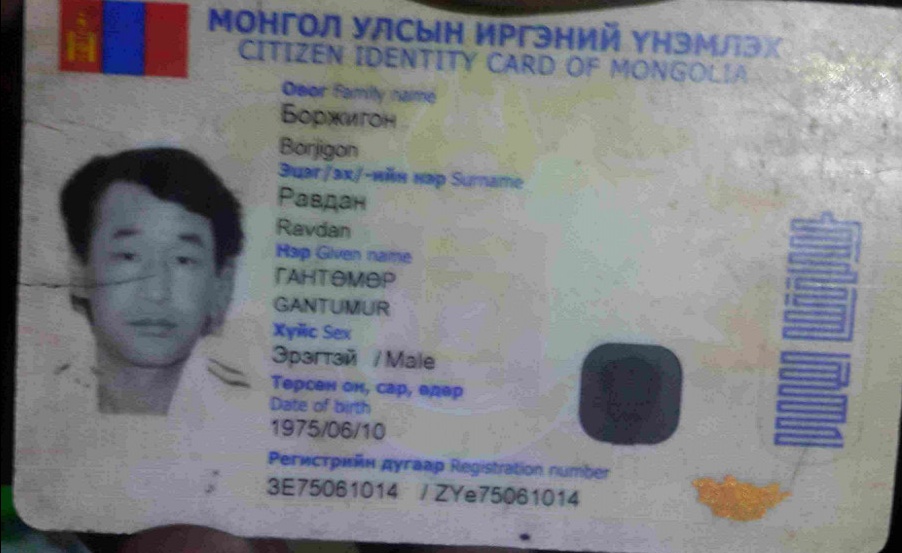 МОНГОЛ УЛСЫН ИРГЭНИЙ ҮНЭМЛЭХ
CITIZEN IDENTITY CARD OF MONGOLIA
Овог Family name
Боржигон
Borjigon
Эцэг/эх/-ийн нэр Surname
Равдан
Ravdan
Нэр Given name
ГАНТӨМӨР
GANTUMUR
Хүйс Sex
Эрэгтэй / Male
Төрсөн он, сар, өдөр
Date of birth
1975/06/10
Регистрийн дугаар Registration number
ЗЕ75061014 / ZYe75061014